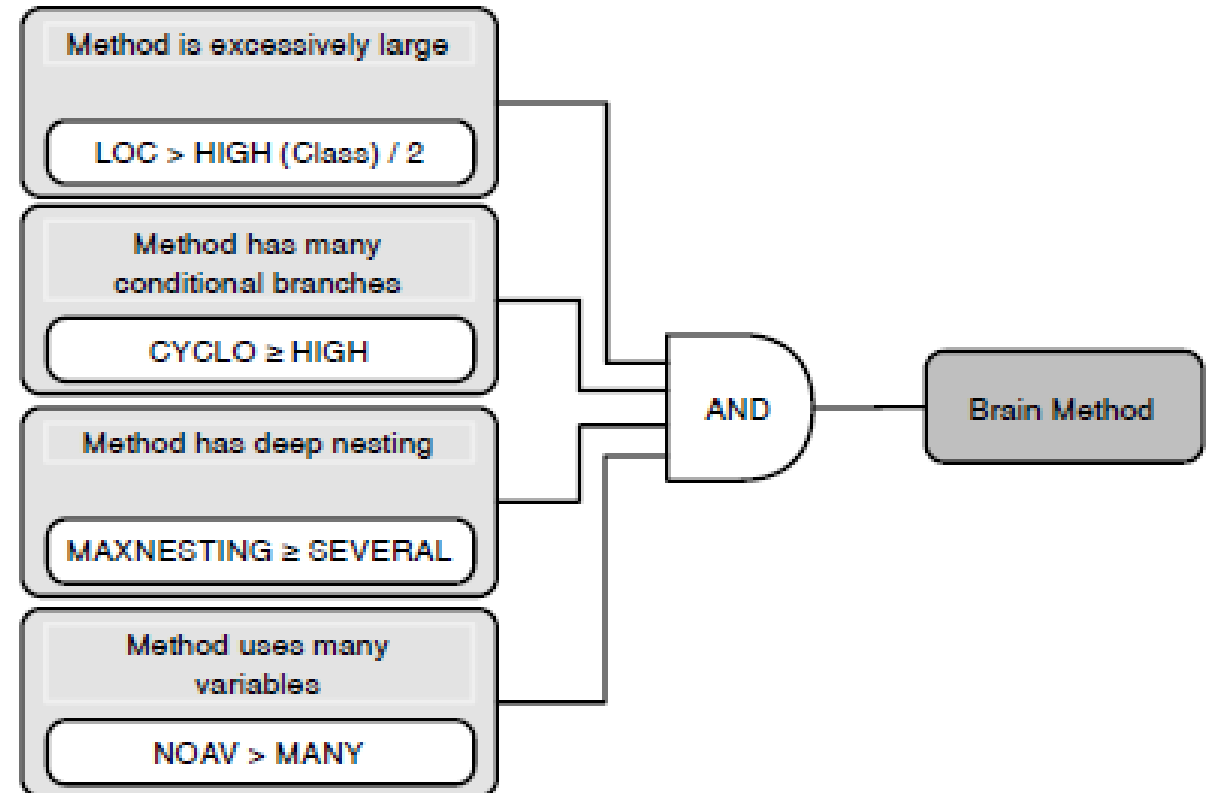 Method is excessively large
LOC > HIGH (Class) / 2
Method has many
conditional branches
CYCLO ≥ HIGH
Method has deep nesting
MAXNESTING ≥ SEVERAL
Method uses many
variables
NOAV > MANY
AND
Brain Method